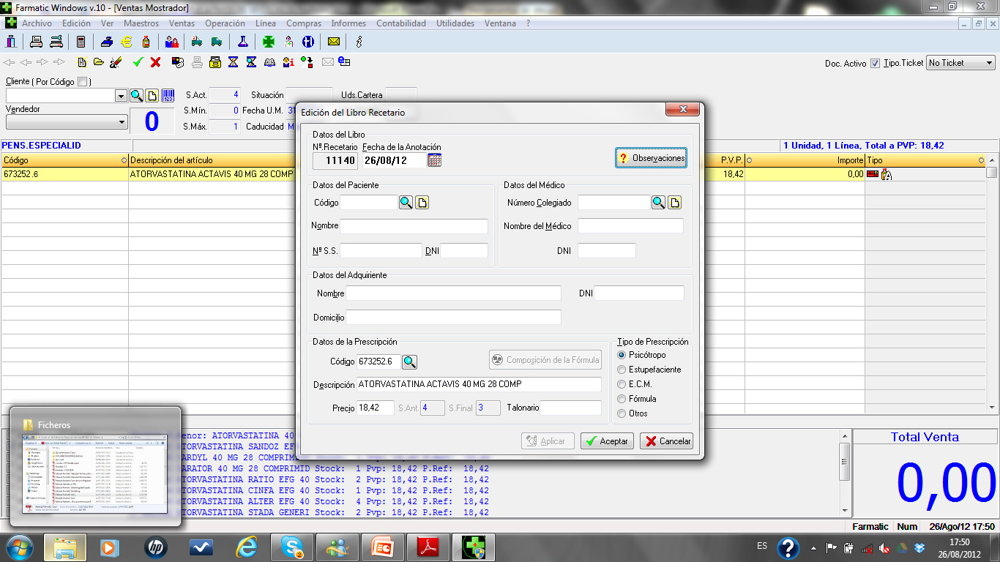 Farmatic Windows v.10 - [Ventas Mostrador]
Archivo Edición Ver Maestros Ventas Operación Línea Compras Informes Contabilidad Utilidades Ventana ?
Doc. Activo Tipo.Ticket No Ticket
Cliente ( Por Código )
S.Act. 4 Situación Uds.Cartera
Vendedor
0
S.Mín. 0 Fecha U.M. 31
S.Máx. 1 Caducidad
PENS.ESPECIALID
1 Unidad, 1 Línea, Total a PVP: 18,42
Código Descripción del artículo P.V.P. Importe Tipo
673252.6 ATORVASTATINA ACTAVIS 40 MG 28 COMP 18,42 0,00
Edición del Libro Recetario
Datos del Libro
Nº.Recetario Fecha de la Anotación
11140 26/08/12
Observaciones
Datos del Paciente
Código
Nombre
Nº S.S. DNI
Datos del Médico
Número Colegiado
Nombre del Médico
DNI
Datos del Adquiriente
Nombre DNI
Domicilio
Datos de la Prescripción
Código 673252.6 Composición de la Fórmula
Descripción ATORVASTATINA ACTAVIS 40 MG 28 COMP
Precio 18,42 S.Ant. 4 S.Final 3 Talonario
Tipo de Prescripción
Psicótropo
Estupefaciente
E.C.M.
Fórmula
Otros
Aplicar Aceptar Cancelar
Ficheros
enor: ATORVASTATINA 40
TORVASTATINA SANDOZ EF
ARDYL 40 MG 28 COMPRIM
ARATOR 40 MG 28 COMPRIMID Stock: 1 Pvp: 18,42 P.Ref: 18,42
TORVASTATINA RATIO EFG 40 Stock: 2 Pvp: 18,42 P.Ref: 18,42
TORVASTATINA CINFA EFG 40 Stock: 1 Pvp: 18,42 P.Ref: 18,42
TORVASTATINA ALTER EFG 40 Stock: 4 Pvp: 18,42 P.Ref: 18,42
TORVASTATINA STADA GENERI Stock: 2 Pvp: 18,42 P.Ref: 18,42
Total Venta
0,00
Farmatic Num 26/Ago/12 17:50
ES
17:50
26/08/2012